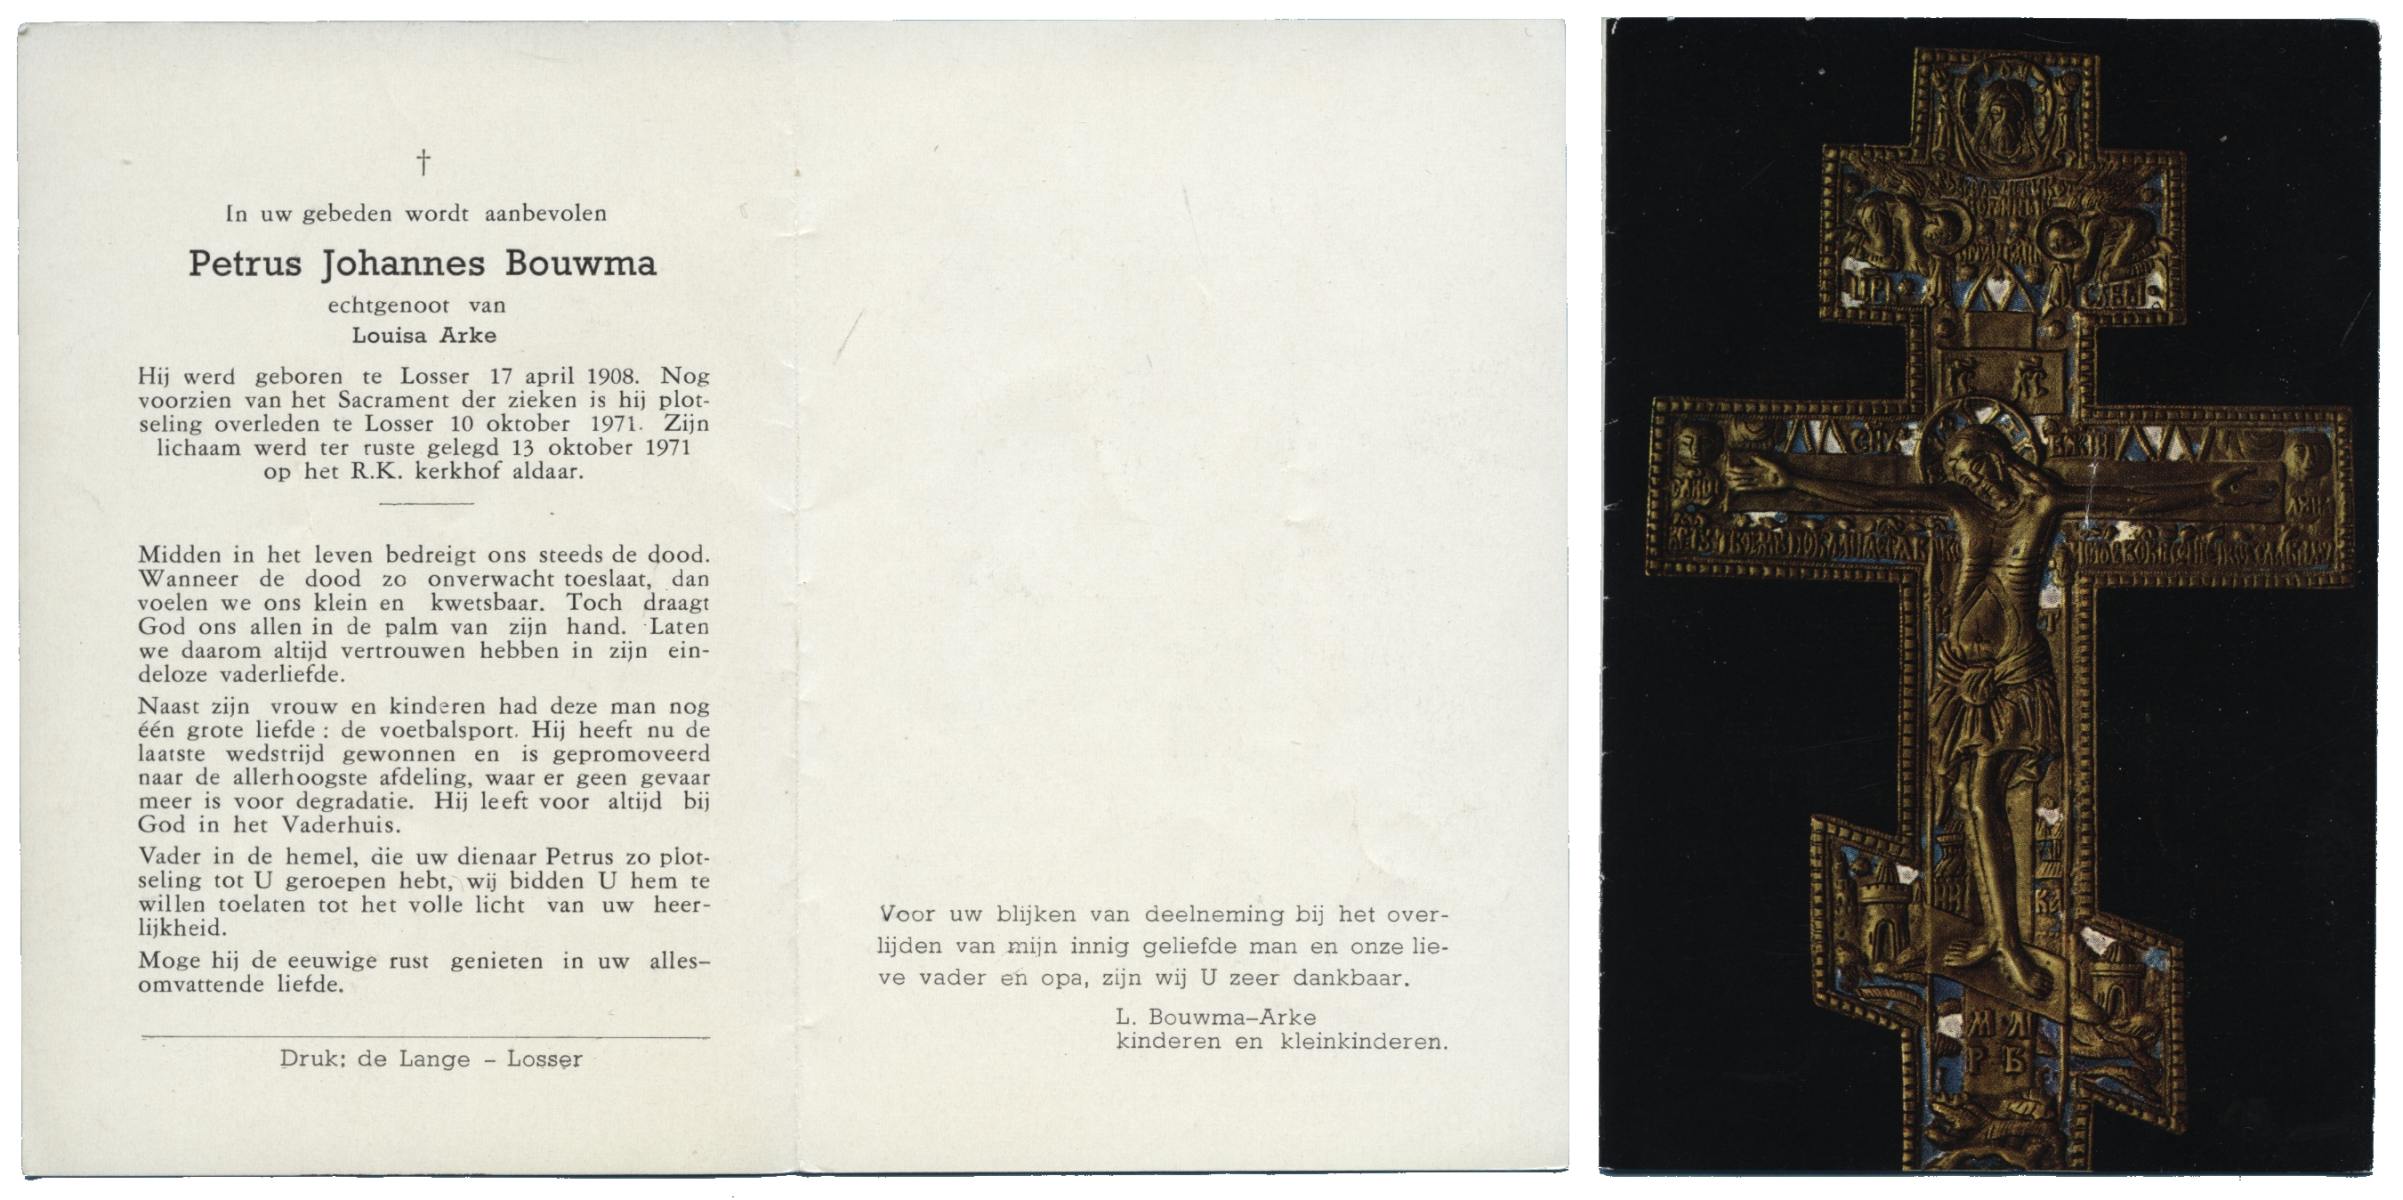 †
In uw gebeden wordt aanbevolen
Petrus Johannes Bouwma
echtgenoot van
Louisa Arke
Hij werd geboren te Losser 17 april 1908. Nog
voorzien van het Sacrament der zieken is hij plot-
seling overleden te Losser 10 oktober 1971. Zijn
lichaam werd ter ruste gelegd 13 oktober 1971
op het R.K. kerkhof aldaar.
Midden in het leven bedreigt ons steeds de dood.
Wanneer de dood zo onverwacht toeslaat, dan
voelen we ons klein en kwetsbaar. Toch draagt
God ons allen in de palm van zijn hand. Laten
we daarom altijd vertrouwen hebben in zijn ein-
deloze vaderliefde.
Naast zijn vrouw en kinderen had deze man nog
één grote liefde : de voetbalsport. Hij heeft nu de
laatste wedstrijd gewonnen en is gepromoveerd
naar de allerhoogste afdeling, waar er geen gevaar
meer is voor degradatie. Hij leeft voor altijd bij
God in het Vaderhuis.
Vader in de hemel, die uw dienaar Petrus zo plot-
seling tot U geroepen hebt, wij bidden U hem te
willen toelaten tot het volle licht van uw heer-
lijkheid.
Moge hij de eeuwige rust genieten in uw alles-
omvattende liefde.
Druk: de Lange - Losser
Voor uw blijken van deelneming bij het over-
lijden van mijn innig geliefde man en onze lie-
ve vader en opa, zijn wij U zeer dankbaar.
L. Bouwma-Arke
kinderen en kleinkinderen.
М Л
Р Б